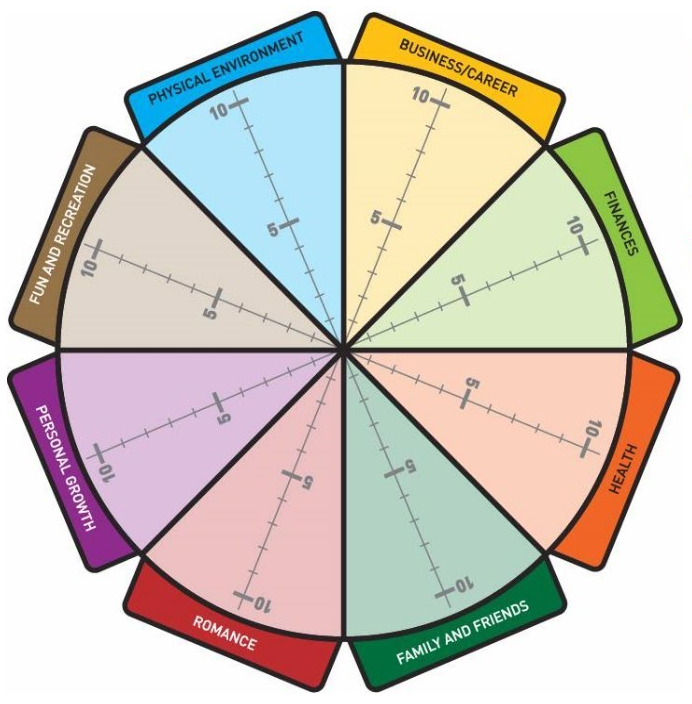 PHYSICAL ENVIRONMENT
BUSINESS/CAREER
FINANCES
HEALTH
FAMILY AND FRIENDS
ROMANCE
PERSONAL GROWTH
FUN AND RECREATION
10
5
10
5
10
5
10
5
10
5
10
5
10
5
10
5